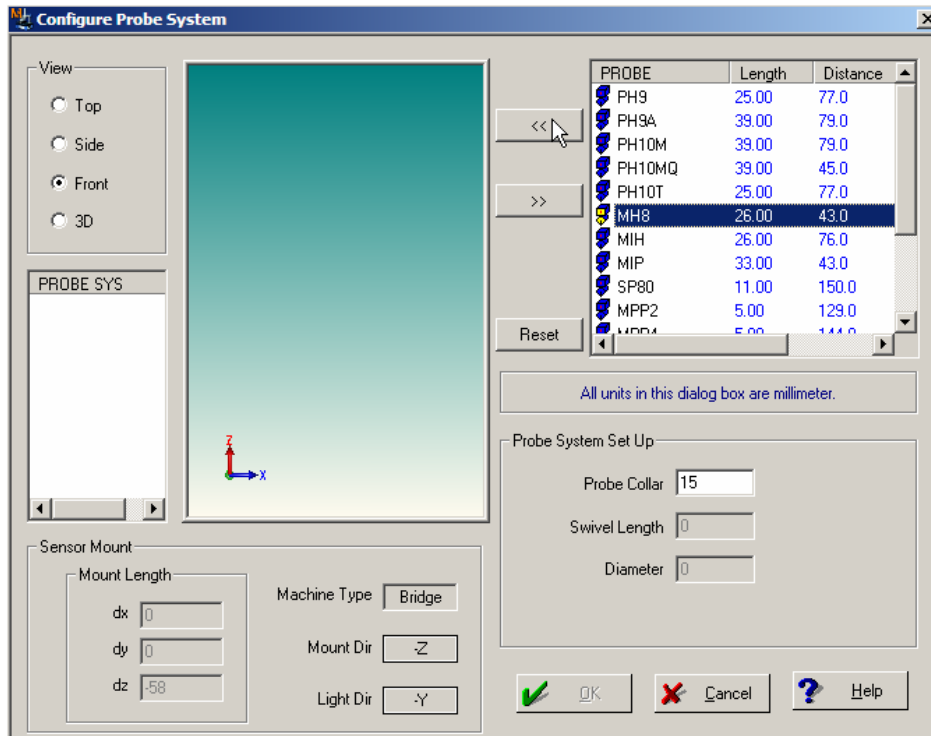 Configure Probe System
View
Top
Side
Front
3D
PROBE SYS
<<
>>
Reset
PROBE Length Distance
PH9 25.00 77.0
PH9A 39.00 79.0
PH10M 39.00 79.0
PH10MQ 39.00 45.0
PH10T 25.00 77.0
MH8 26.00 43.0
MIH 26.00 76.0
MIP 33.00 43.0
SP80 11.00 150.0
MPP2 5.00 129.0
MPP4 5.00 144.0
All units in this dialog box are millimeter.
Z
X
Probe System Set Up
Probe Collar 15
Swivel Length 0
Diameter 0
Sensor Mount
Mount Length
dx 0
dy 0
dz -58
Machine Type Bridge
Mount Dir -Z
Light Dir -Y
OK
Cancel
Help